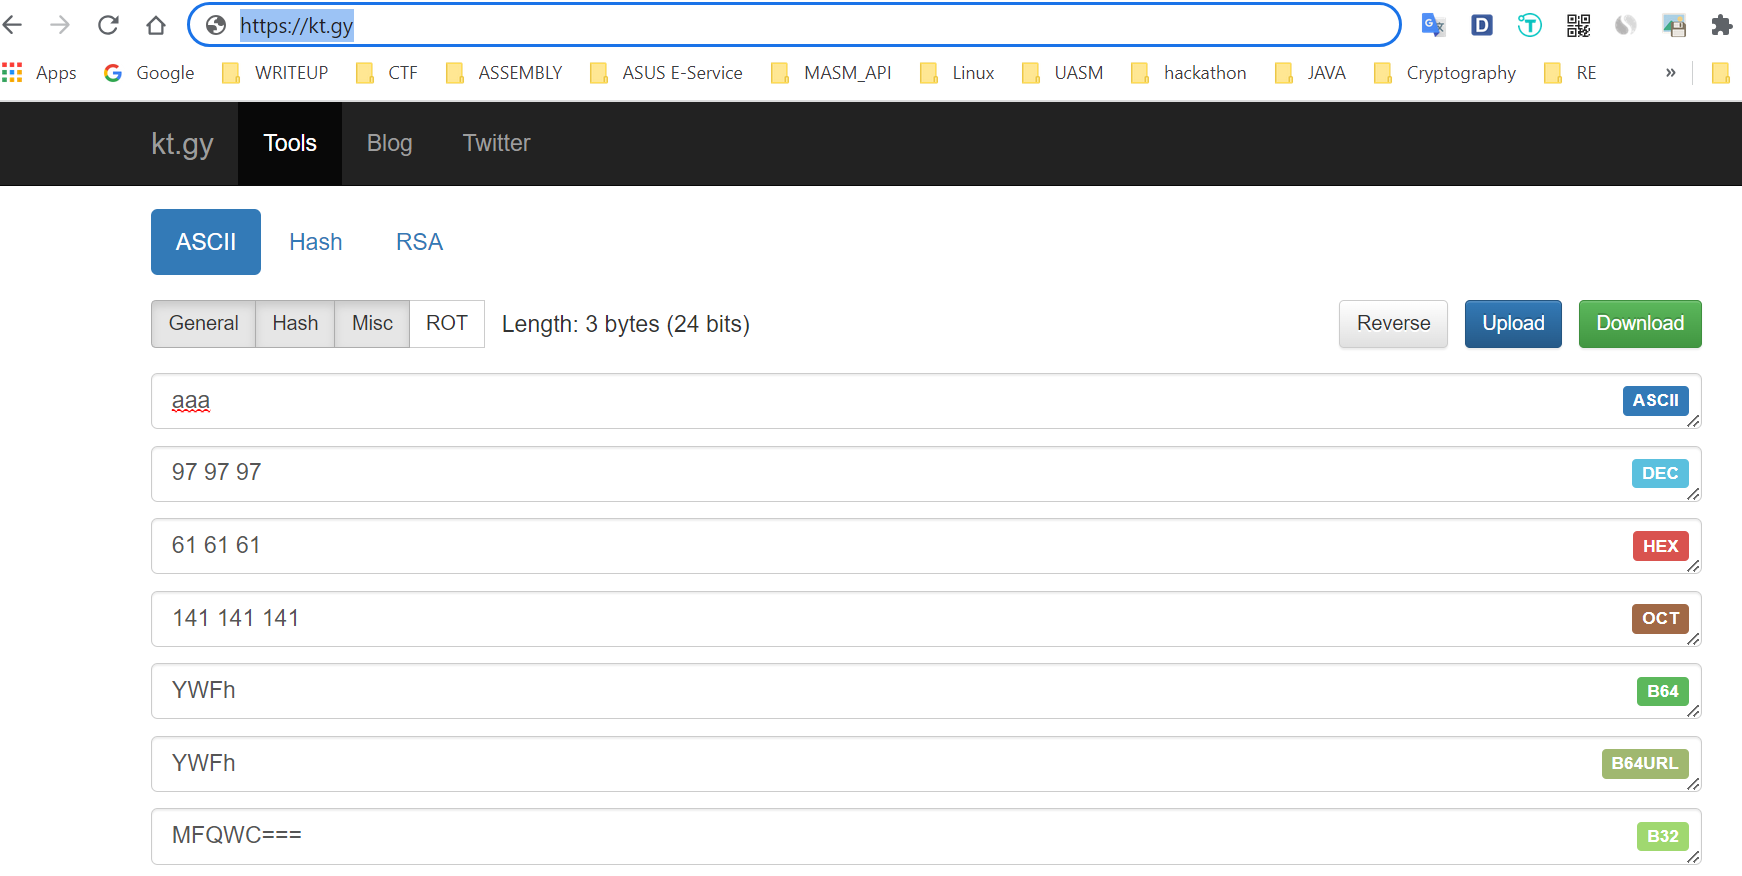 https://kt.gy
Apps Google WRITEUP CTF ASSEMBLY ASUS E-Service MASM_API Linux UASM hackathon JAVA Cryptography RE »
kt.gy Tools Blog Twitter
ASCII Hash RSA
General Hash Misc ROT Length: 3 bytes (24 bits) Reverse Upload Download
aaa ASCII
97 97 97 DEC
61 61 61 HEX
141 141 141 OCT
YWFh B64
YWFh B64URL
MFQWC=== B32